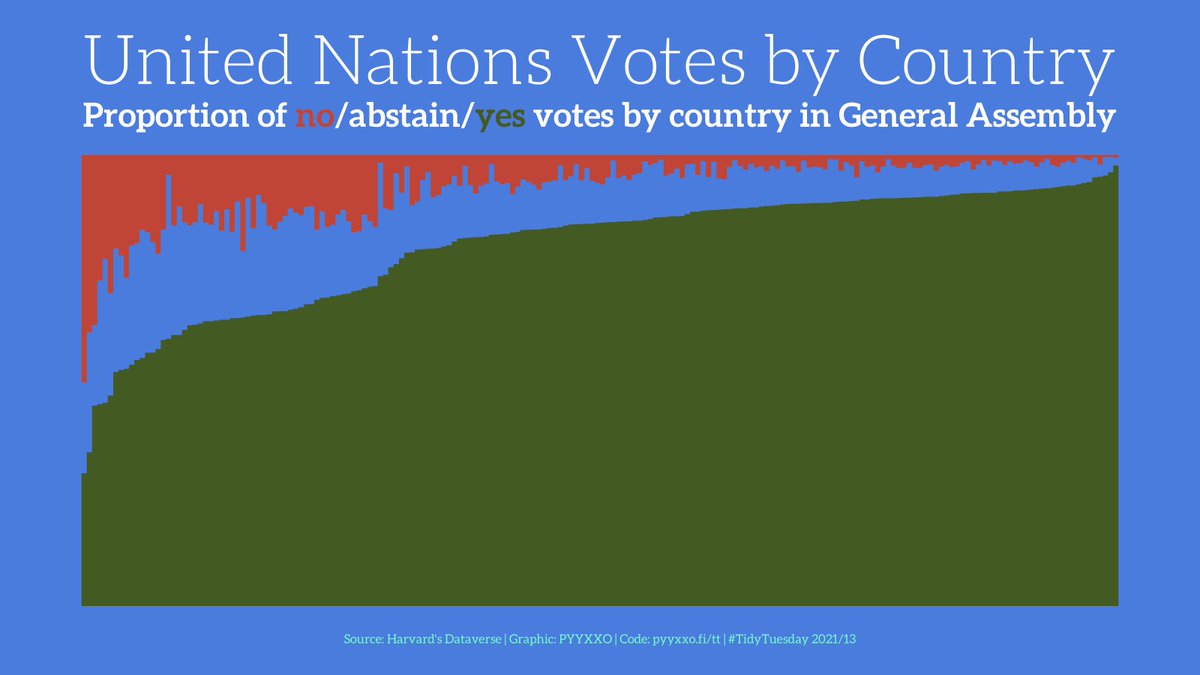 United Nations Votes by Country
Proportion of no/abstain/yes votes by country in General Assembly
Source: Harvard's Dataverse | Graphic: PYYXXO | Code: pyyxxo.fi/tt | #TidyTuesday 2021/13